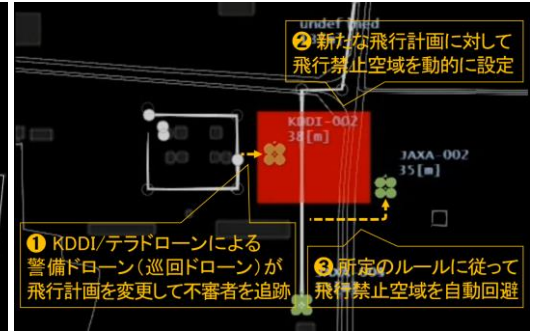 undefined
❷新たな飛行計画に対して
飛行禁止空域を動的に設定
KDDI-002
38[m]
JAXA-002
35[m]
❶ KDDI/テラドローンによる
警備ドローン(巡回ドローン)が
飛行計画を変更して不審者を追跡
❸所定のルールに従って
飛行禁止空域を自動回避